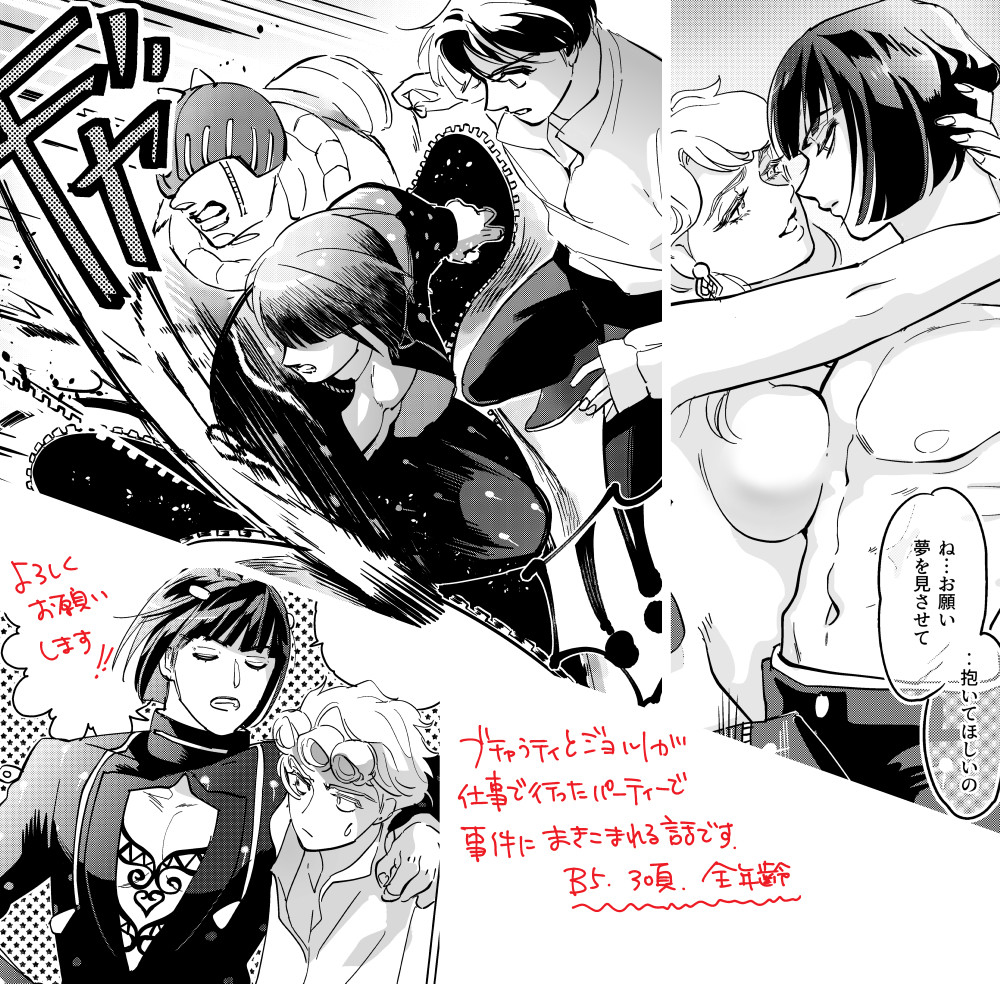 ギャ
ね…お願い
夢を見させて
…抱いてほしいの
よろしく
お願い
します!!
ブチャラティとジョルノが
仕事で行ったパーティーで
事件にまきこまれる話です.
B5. 30頁. 全年齢